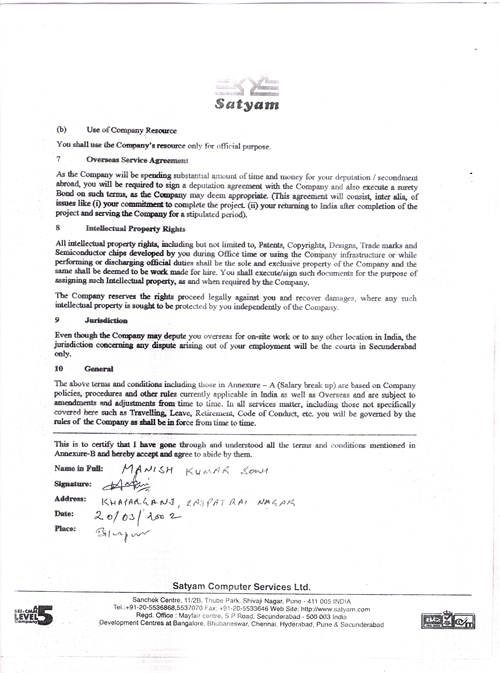 Satyam
(b) Use of Company Resource
You shall use the Company's resource only for official purpose.
7 Overseas Service Agreement
As the Company will be spending substantial amount of time and money for your deputation / secondment
abroad, you will be required to sign a deputation agreement with the Company and also execute a surety
Bond on such terms, as the Company may deem appropriate. (This agreement will consist, inter alia, of
issues like (i) your commitment to complete the project. (ii) your returning to India after completion of the
project and serving the Company for a stipulated period).
8 Intellectual Property Rights
All intellectual property rights, including but not limited to, Patents, Copyrights, Designs, Trade marks and
Semiconductor chips developed by you during Office time or using the Company infrastructure or while
performing or discharging official duties shall be the sole and exclusive property of the Company and the
same shall be deemed to be work made for hire. You shall execute/sign such documents for the purpose of
assigning such Intellectual property, as and when required by the Company.
The Company reserves the rights proceed legally against you and recover damages, where any such
intellectual property is sought to be protected by you independently of the Company.
9 Jurisdiction
Even though the Company may depute you overseas for on-site work or to any other location in India, the
jurisdiction concerning any dispute arising out of your employment will be the courts in Secunderabad
only.
10 General
The above terms and conditions including those in Annexure – A (Salary break up) are based on Company
policies, procedures and other rules currently applicable in India as well as Overseas and are subject to
amendments and adjustments from time to time. In all services matter, including those not specifically
covered here such as Travelling, Leave, Retirement, Code of Conduct, etc. you will be governed by the
rules of the Company as shall be in force from time to time.
This is to certify that I have gone through and understood all the terms and conditions mentioned in
Annexure-B and hereby accept and agree to abide by them.
Name in Full: MANISH KUMAR SONI
Signature:
Address: KHAPARGANJ, LAJPAT RAI NAGAR
Date: 20/03/2002
Place: Bilaspur
Satyam Computer Services Ltd.
Sanchek Centre, 11/2B, Thube Park, Shivaji Nagar, Pune - 411 005 INDIA
Tel.:+91-20-5536868,5537070 Fax: +91-20-5533646 Web Site: http://www.satyam.com
Regd. Office : Mayfair centre, S P Road, Secunderabad - 500 003 India
Development Centres at Bangalore, Bhubaneswar, Chennai, Hyderabad, Pune & Secunderabad
SEI-CMM
LEVEL 5
Company